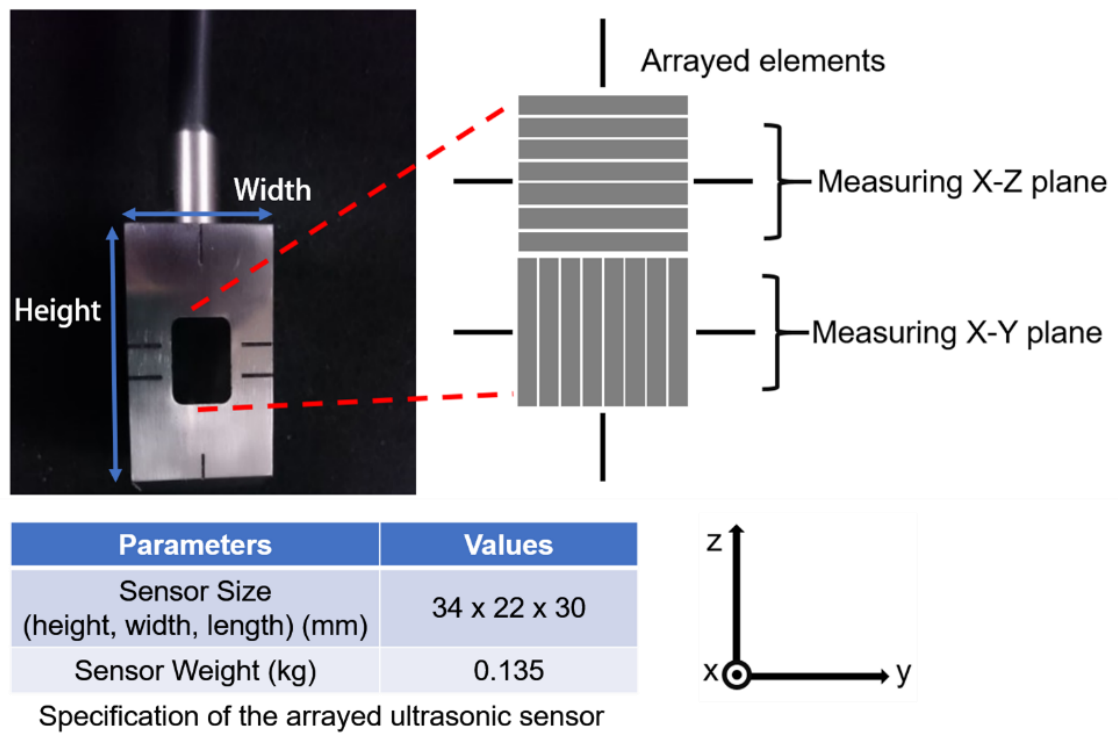 Arrayed elements
Width
Measuring X-Z plane
Height
Measuring X-Y plane
Parameters Values
Sensor Size
(height, width, length) (mm) 34 x 22 x 30
Sensor Weight (kg) 0.135
Specification of the arrayed ultrasonic sensor
z
x y